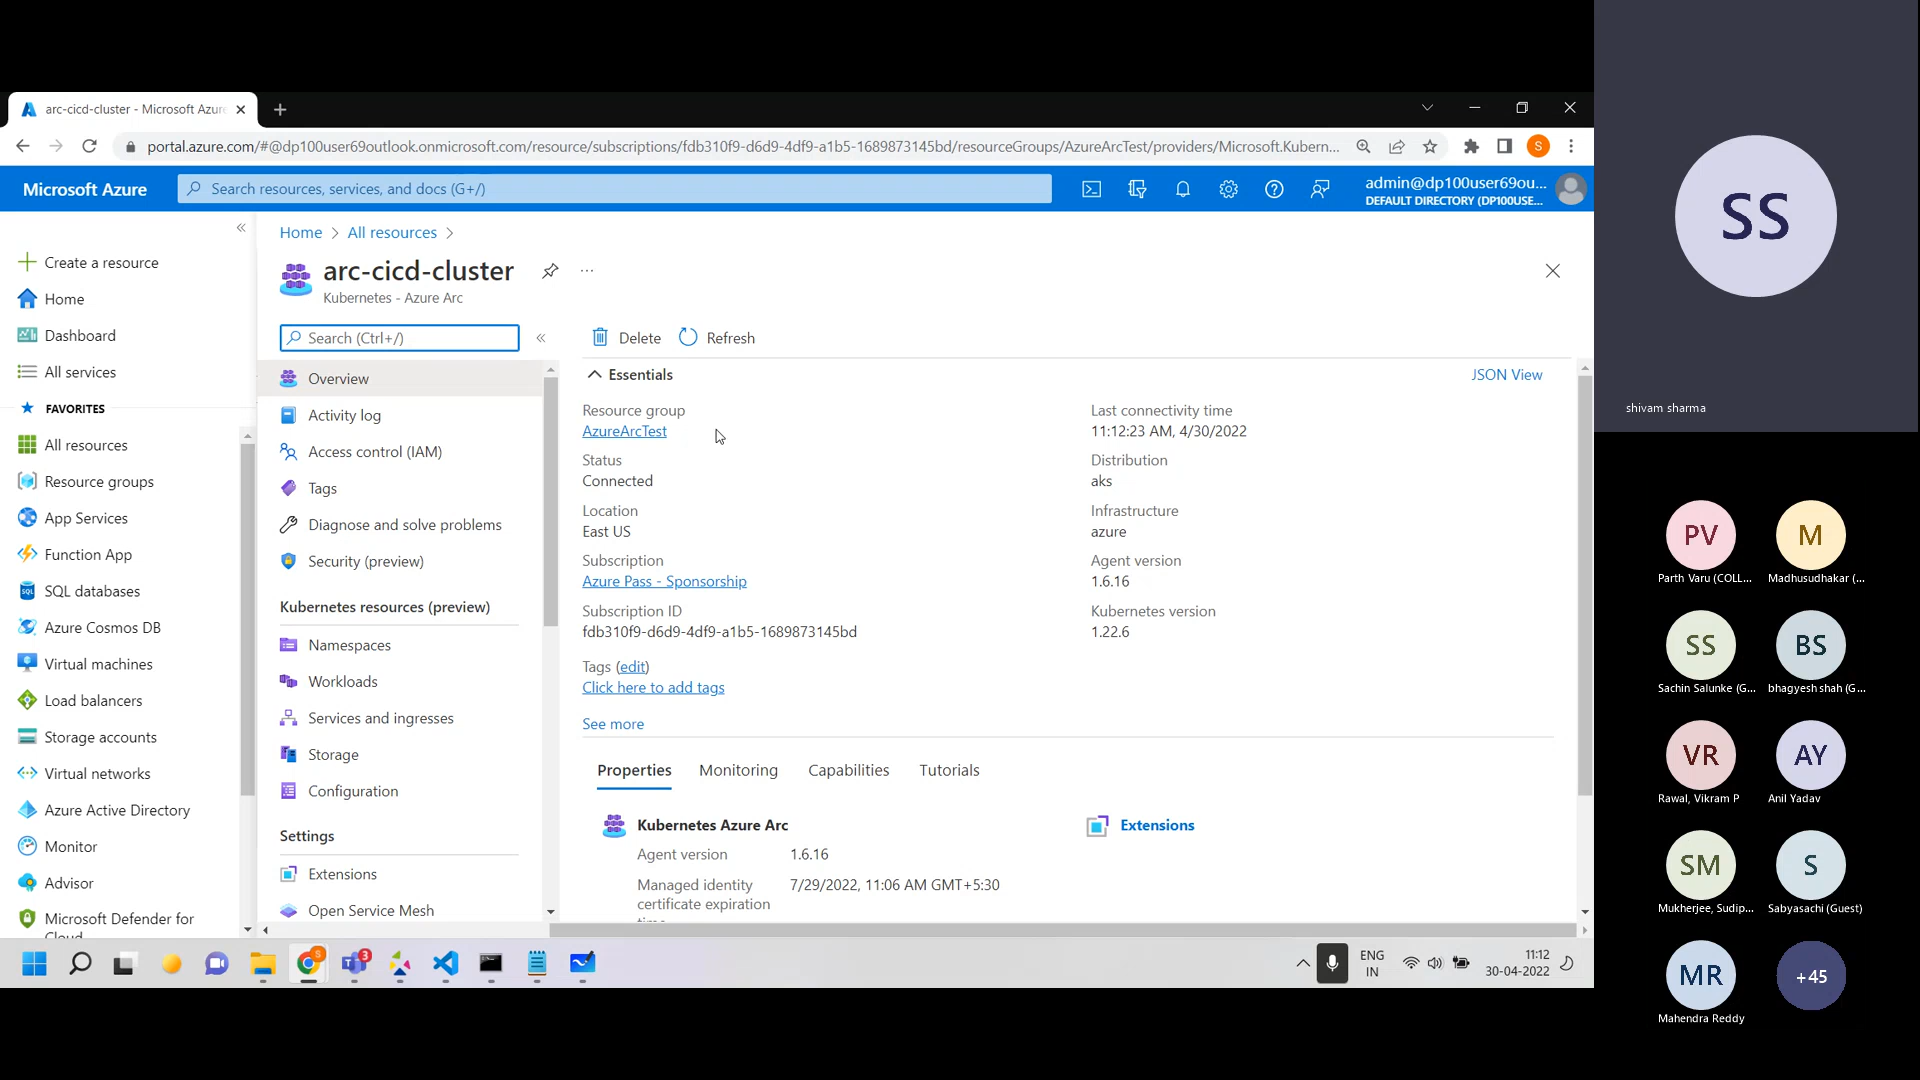 arc-cicd-cluster - Microsoft Azure
portal.azure.com/#@dp100user69outlook.onmicrosoft.com/resource/subscriptions/fdb310f9-d6d9-4df9-a1b5-1689873145bd/resourceGroups/AzureArcTest/providers/Microsoft.Kubern...
S
Microsoft Azure
Search resources, services, and docs (G+/)
admin@dp100user69ou...
DEFAULT DIRECTORY (DP100USE...
Create a resource
Home
Dashboard
All services
FAVORITES
All resources
Resource groups
App Services
Function App
SQL databases
Azure Cosmos DB
Virtual machines
Load balancers
Storage accounts
Virtual networks
Azure Active Directory
Monitor
Advisor
Microsoft Defender for
Cloud
Home > All resources >
arc-cicd-cluster
...
Kubernetes - Azure Arc
Search (Ctrl+/)
Overview
Activity log
Access control (IAM)
Tags
Diagnose and solve problems
Security (preview)
Kubernetes resources (preview)
Namespaces
Workloads
Services and ingresses
Storage
Configuration
Settings
Extensions
Open Service Mesh
Delete
Refresh
Essentials
JSON View
Resource group
AzureArcTest
Status
Connected
Location
East US
Subscription
Azure Pass - Sponsorship
Subscription ID
fdb310f9-d6d9-4df9-a1b5-1689873145bd
Tags (edit)
Click here to add tags
See more
Last connectivity time
11:12:23 AM, 4/30/2022
Distribution
aks
Infrastructure
azure
Agent version
1.6.16
Kubernetes version
1.22.6
Properties
Monitoring
Capabilities
Tutorials
Kubernetes Azure Arc
Agent version 1.6.16
Managed identity 7/29/2022, 11:06 AM GMT+5:30
certificate expiration
time
Extensions
S
3
ENG
IN
11:12
30-04-2022
SS
shivam sharma
PV
Parth Varu (COLL...
M
Madhusudhakar (...
SS
Sachin Salunke (G...
BS
bhagyesh shah (G...
VR
Rawal, Vikram P
AY
Anil Yadav
SM
Mukherjee, Sudip...
S
Sabyasachi (Guest)
MR
Mahendra Reddy
+45